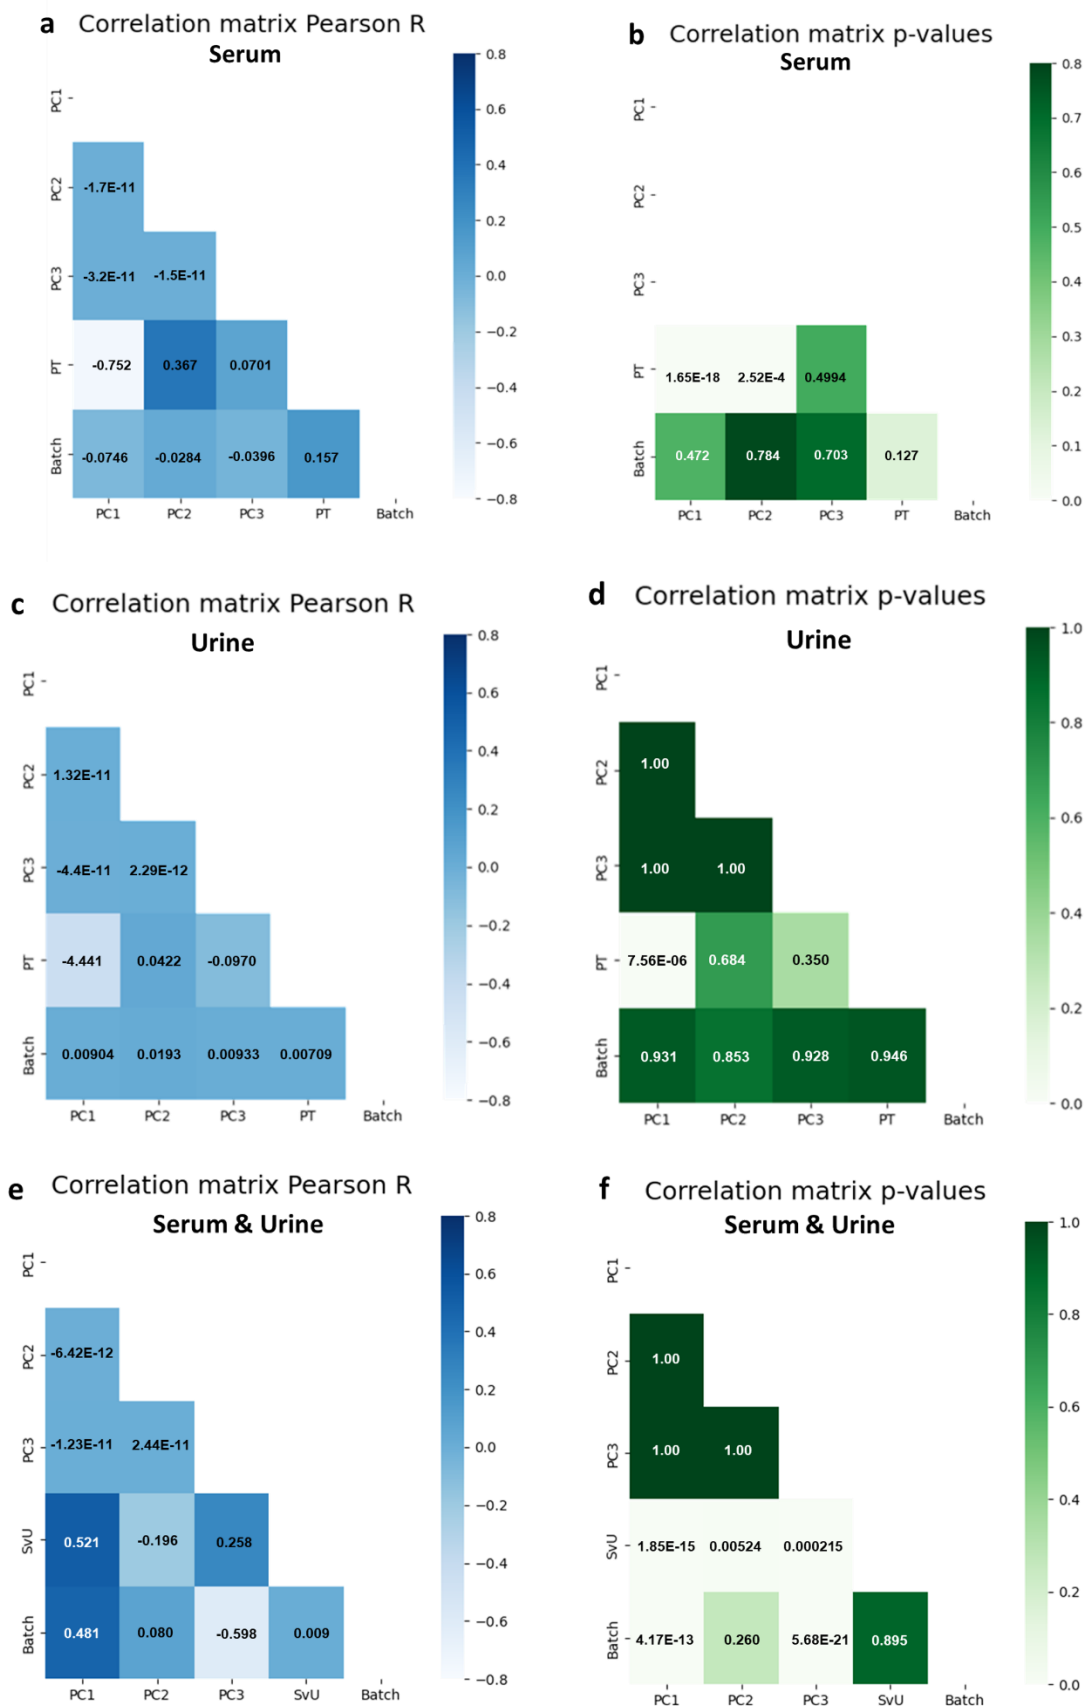 a Correlation matrix Pearson R
Serum
PC1
PC2
PC3
PT
Batch
-1.7E-11
-3.2E-11 -1.5E-11
-0.752 0.367 0.0701
-0.0746 -0.0284 -0.0396 0.157
PC1 PC2 PC3 PT Batch
0.8
0.6
0.4
0.2
0.0
−0.2
−0.4
−0.6
−0.8
b Correlation matrix p-values
Serum
PC1
PC2
PC3
PT
Batch
1.65E-18 2.52E-4 0.4994
0.472 0.784 0.703 0.127
PC1 PC2 PC3 PT Batch
0.8
0.7
0.6
0.5
0.4
0.3
0.2
0.1
0.0
c Correlation matrix Pearson R
Urine
PC1
PC2
PC3
PT
Batch
1.32E-11
-4.4E-11 2.29E-12
-4.441 0.0422 -0.0970
0.00904 0.0193 0.00933 0.00709
PC1 PC2 PC3 PT Batch
0.8
0.6
0.4
0.2
0.0
−0.2
−0.4
−0.6
−0.8
d Correlation matrix p-values
Urine
PC1
PC2
PC3
PT
Batch
1.00
1.00 1.00
7.56E-06 0.684 0.350
0.931 0.853 0.928 0.946
PC1 PC2 PC3 PT Batch
1.0
0.8
0.6
0.4
0.2
0.0
e Correlation matrix Pearson R
Serum & Urine
PC1
PC2
PC3
SvU
Batch
-6.42E-12
-1.23E-11 2.44E-11
0.521 -0.196 0.258
0.481 0.080 -0.598 0.009
PC1 PC2 PC3 SvU Batch
0.8
0.6
0.4
0.2
0.0
−0.2
−0.4
−0.6
−0.8
f Correlation matrix p-values
Serum & Urine
PC1
PC2
PC3
SvU
Batch
1.00
1.00 1.00
1.85E-15 0.00524 0.000215
4.17E-13 0.260 5.68E-21 0.895
PC1 PC2 PC3 SvU Batch
1.0
0.8
0.6
0.4
0.2
0.0